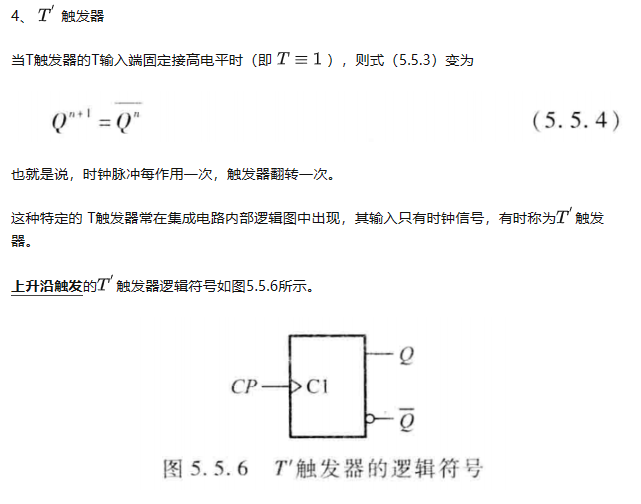 4、 T′ 触发器
当T触发器的T输入端固定接高电平时（即 T ≡ 1 ），则式（5.5.3）变为
Qⁿ⁺¹ = \overline{Qⁿ} (5.5.4)
也就是说，时钟脉冲每作用一次，触发器翻转一次。
这种特定的 T触发器常在集成电路内部逻辑图中出现，其输入只有时钟信号，有时称为T′ 触发
器。
上升沿触发的T′ 触发器逻辑符号如图5.5.6所示。
Q
CP C1
\overline{Q}
图 5.5.6 T′触发器的逻辑符号